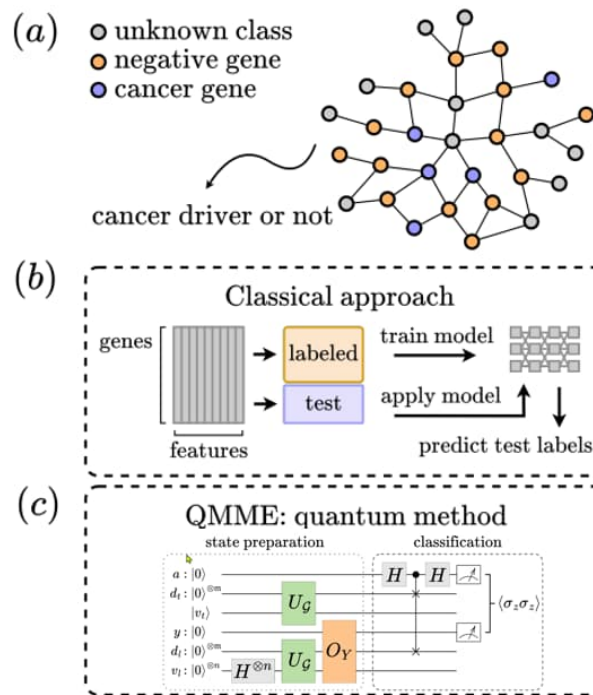 (a)
unknown class
negative gene
cancer gene
cancer driver or not
(b)
Classical approach
genes
features
labeled
test
train model
apply model
predict test labels
(c)
QMME: quantum method
state preparation
classification
a : |0⟩
d_t : |0⟩^{⊗m}
|v_t⟩
y : |0⟩
d_l : |0⟩^{⊗m}
v_l : |0⟩^{⊗n}
H^{⊗n}
U_𝒢
U_𝒢
O_Y
H
H
⟨σ_z σ_z⟩